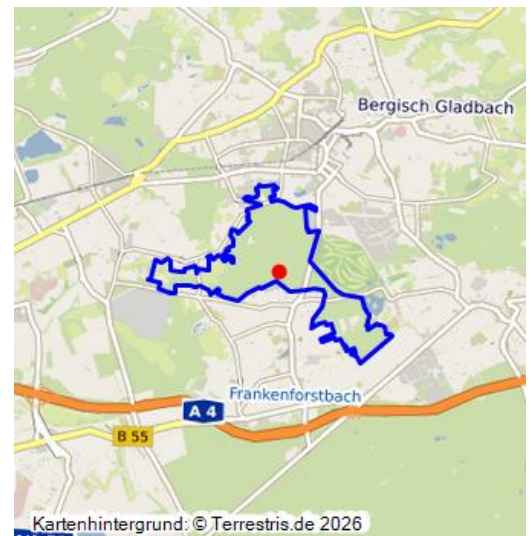 Bergisch Gladbach
Frankenforstbach
A 4
B 55
Kartenhintergrund: © Terrestris.de 2026